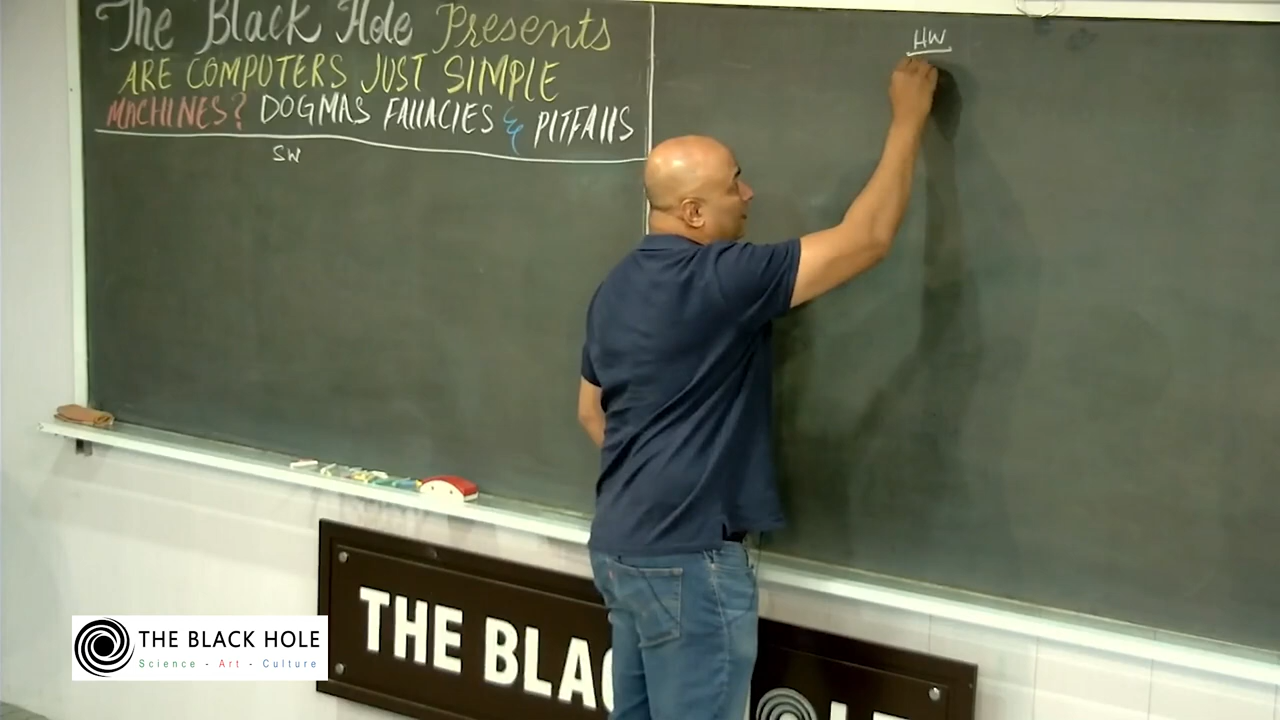 The Black Hole Presents
ARE COMPUTERS JUST SIMPLE
MACHINES? DOGMAS FALLACIES & PITFALLS
SW
HW
THE BLACK HOLE
Science - Art - Culture
THE BLA